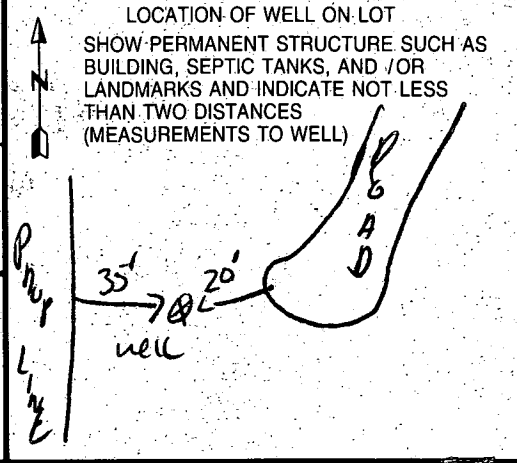 LOCATION OF WELL ON LOT
SHOW PERMANENT STRUCTURE SUCH AS
BUILDING, SEPTIC TANKS, AND /OR
LANDMARKS AND INDICATE NOT LESS
THAN TWO DISTANCES
(MEASUREMENTS TO WELL)
N
ROAD
Prop
Line
35'
20'
well